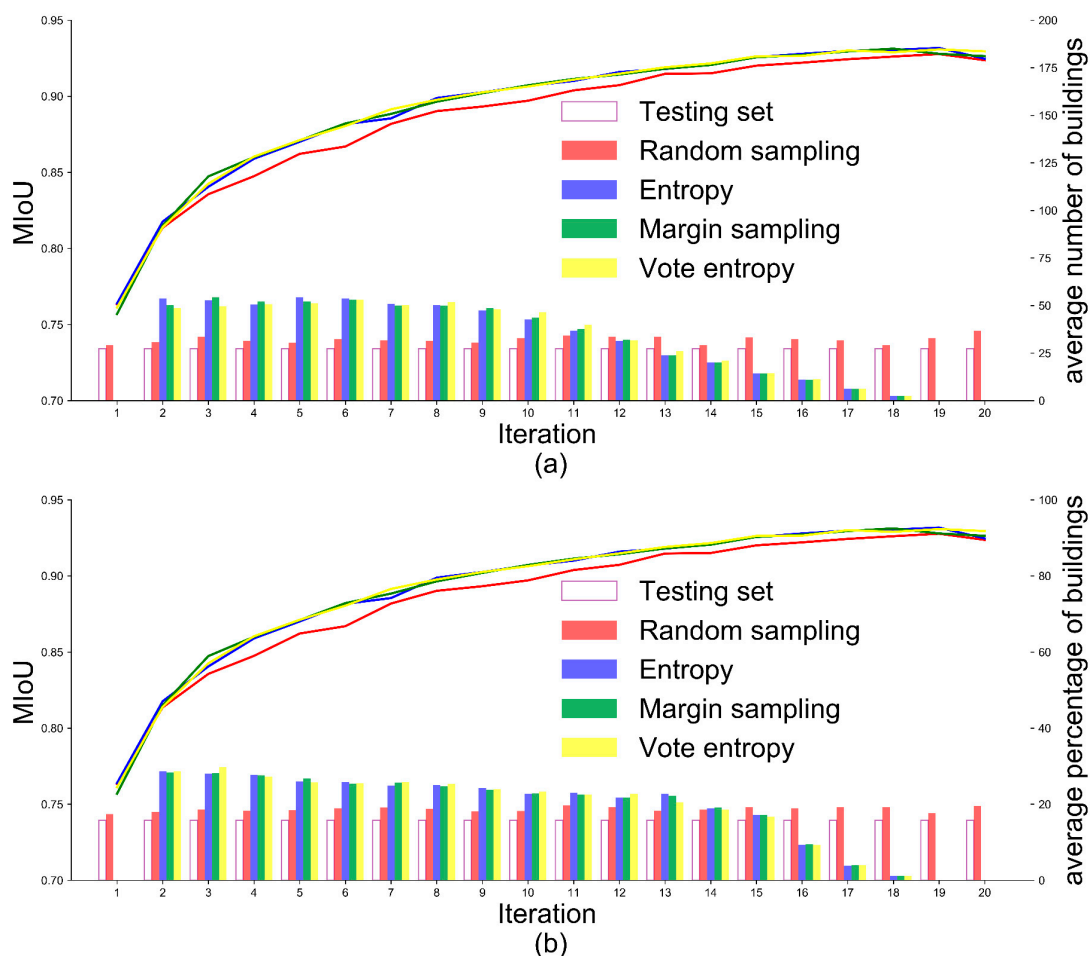 0.95
0.90
0.85
0.80
0.75
0.70
MIoU
200
175
150
125
100
75
50
25
0
average number of buildings
Testing set
Random sampling
Entropy
Margin sampling
Vote entropy
1 2 3 4 5 6 7 8 9 10 11 12 13 14 15 16 17 18 19 20
Iteration
(a)
0.95
0.90
0.85
0.80
0.75
0.70
MIoU
100
80
60
40
20
0
average percentage of buildings
Testing set
Random sampling
Entropy
Margin sampling
Vote entropy
1 2 3 4 5 6 7 8 9 10 11 12 13 14 15 16 17 18 19 20
Iteration
(b)